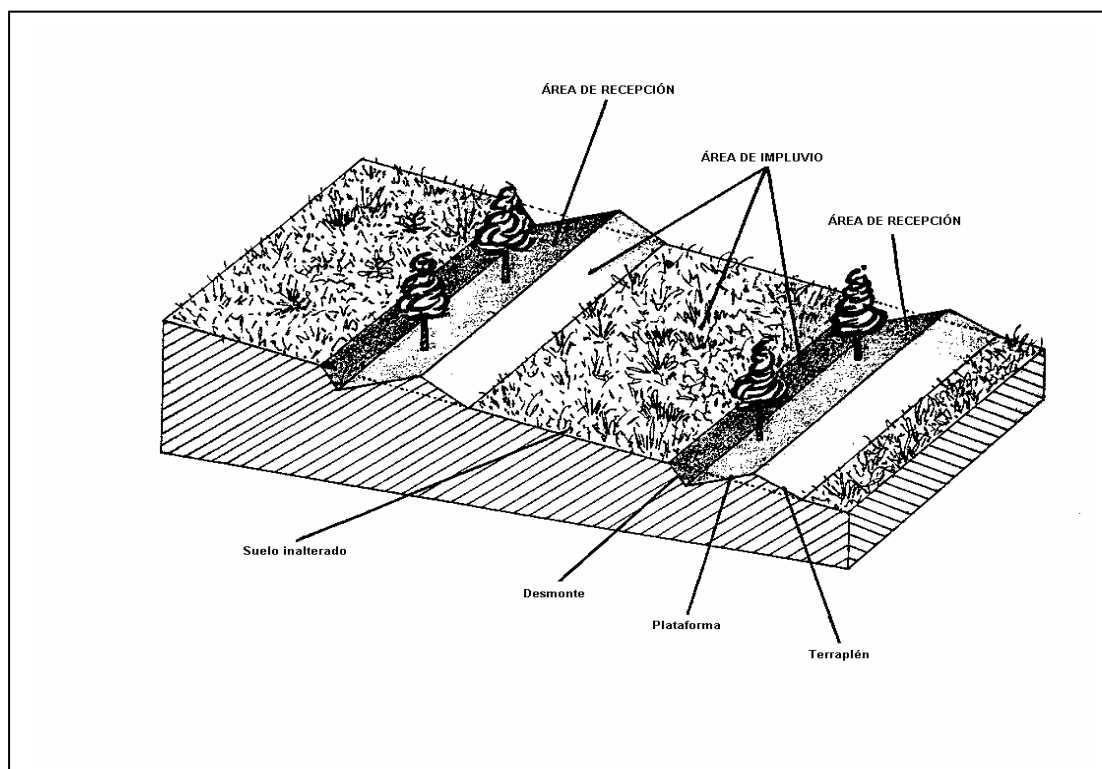 ÁREA DE RECEPCIÓN
ÁREA DE IMPLUVIO
ÁREA DE RECEPCIÓN
Suelo inalterado
Desmonte
Plataforma
Terraplén